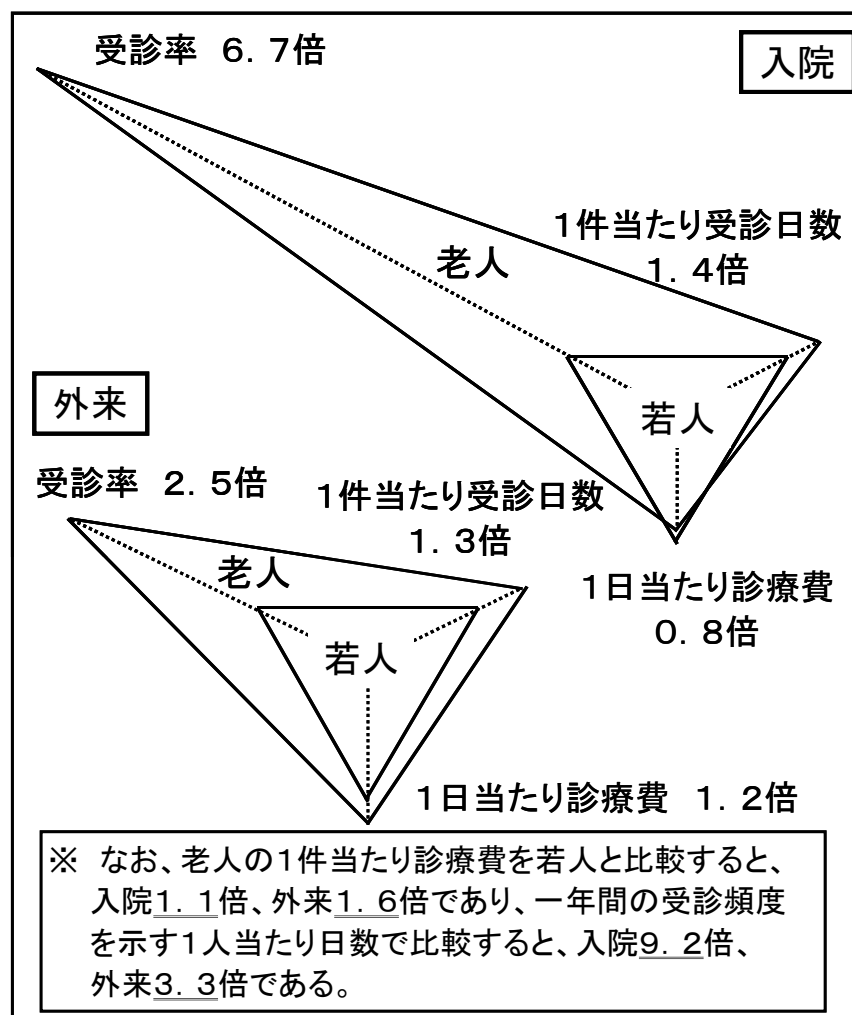 受診率 6.7倍
入院
1件当たり受診日数
1.4倍
老人
若人
1日当たり診療費
0.8倍
外来
受診率 2.5倍
1件当たり受診日数
1.3倍
老人
若人
1日当たり診療費 1.2倍
※ なお、老人の1件当たり診療費を若人と比較すると、
入院1.1倍、外来1.6倍であり、一年間の受診頻度
を示す1人当たり日数で比較すると、入院9.2倍、
外来3.3倍である。